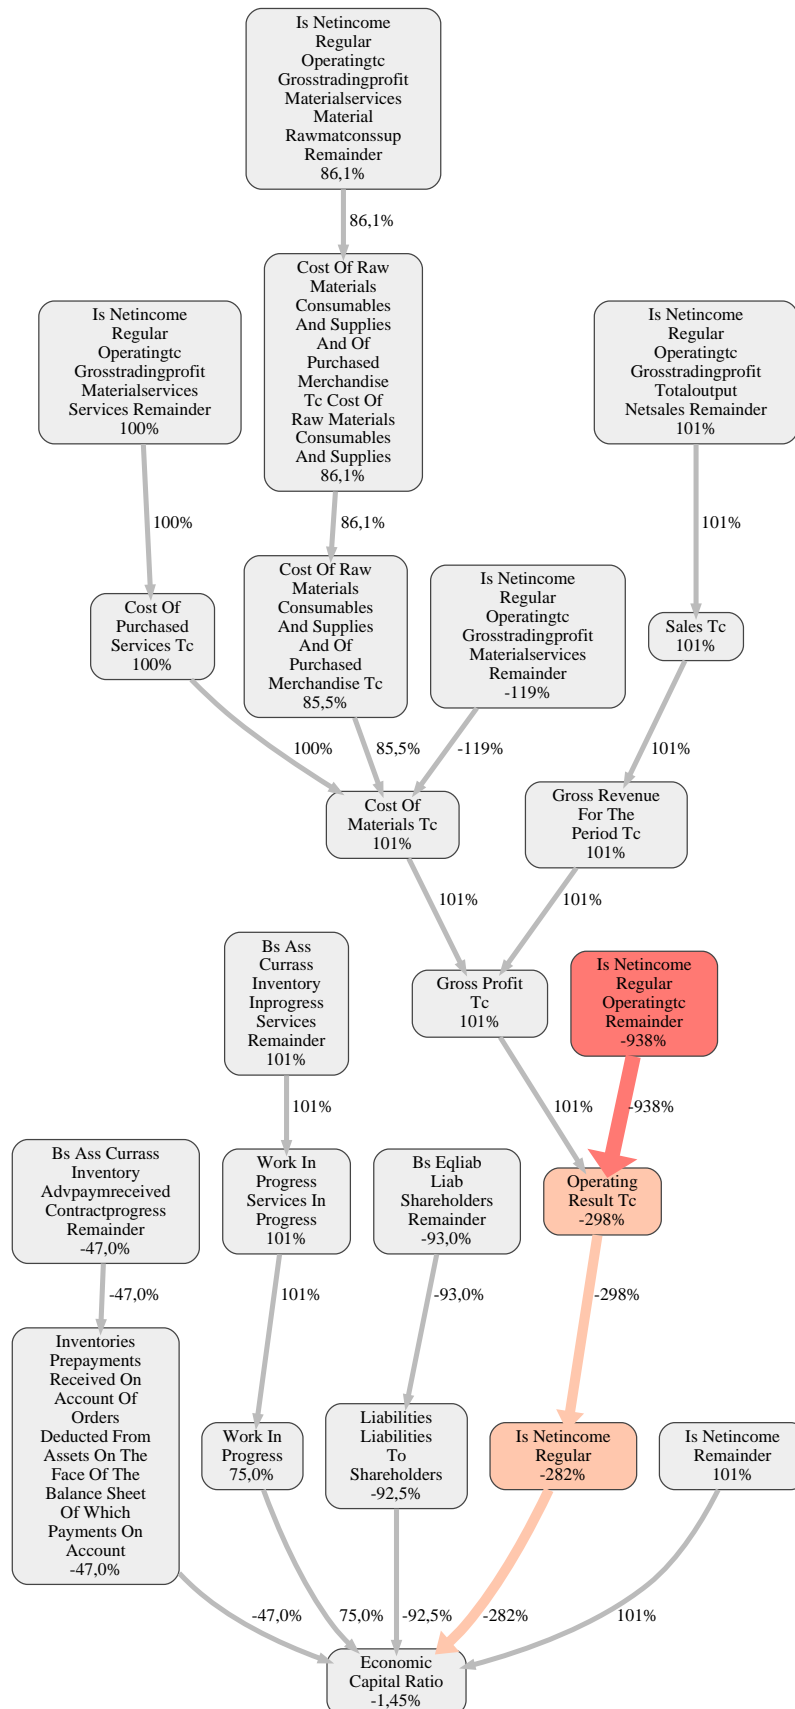 Is Netincome
Regular
Operatingtc
Grosstradingprofit
Materialservices
Material
Rawmatconssup
Remainder
86,1%
86,1%
Is Netincome
Regular
Operatingtc
Grosstradingprofit
Materialservices
Services Remainder
100%
Cost Of Raw
Materials
Consumables
And Supplies
And Of
Purchased
Merchandise
Tc Cost Of
Raw Materials
Consumables
And Supplies
86,1%
Is Netincome
Regular
Operatingtc
Grosstradingprofit
Totaloutput
Netsales Remainder
101%
100%
86,1%
101%
Cost Of
Purchased
Services Tc
100%
Cost Of Raw
Materials
Consumables
And Supplies
And Of
Purchased
Merchandise Tc
85,5%
Is Netincome
Regular
Operatingtc
Grosstradingprofit
Materialservices
Remainder
-119%
Sales Tc
101%
100%
85,5%
-119%
101%
Cost Of
Materials Tc
101%
Gross Revenue
For The
Period Tc
101%
101%
101%
Bs Ass
Currass
Inventory
Inprogress
Services
Remainder
101%
Gross Profit
Tc
101%
Is Netincome
Regular
Operatingtc
Remainder
-938%
101%
101%
-938%
Bs Ass Currass
Inventory
Advpaymreceived
Contractprogress
Remainder
-47,0%
Work In
Progress
Services In
Progress
101%
Bs Eqliab
Liab
Shareholders
Remainder
-93,0%
Operating
Result Tc
-298%
-47,0%
101%
-93,0%
-298%
Inventories
Prepayments
Received On
Account Of
Orders
Deducted From
Assets On The
Face Of The
Balance Sheet
Of Which
Payments On
Account
-47,0%
Work In
Progress
75,0%
Liabilities
Liabilities
To
Shareholders
-92,5%
Is Netincome
Regular
-282%
Is Netincome
Remainder
101%
-47,0%
75,0%
-92,5%
-282%
101%
Economic
Capital Ratio
-1,45%